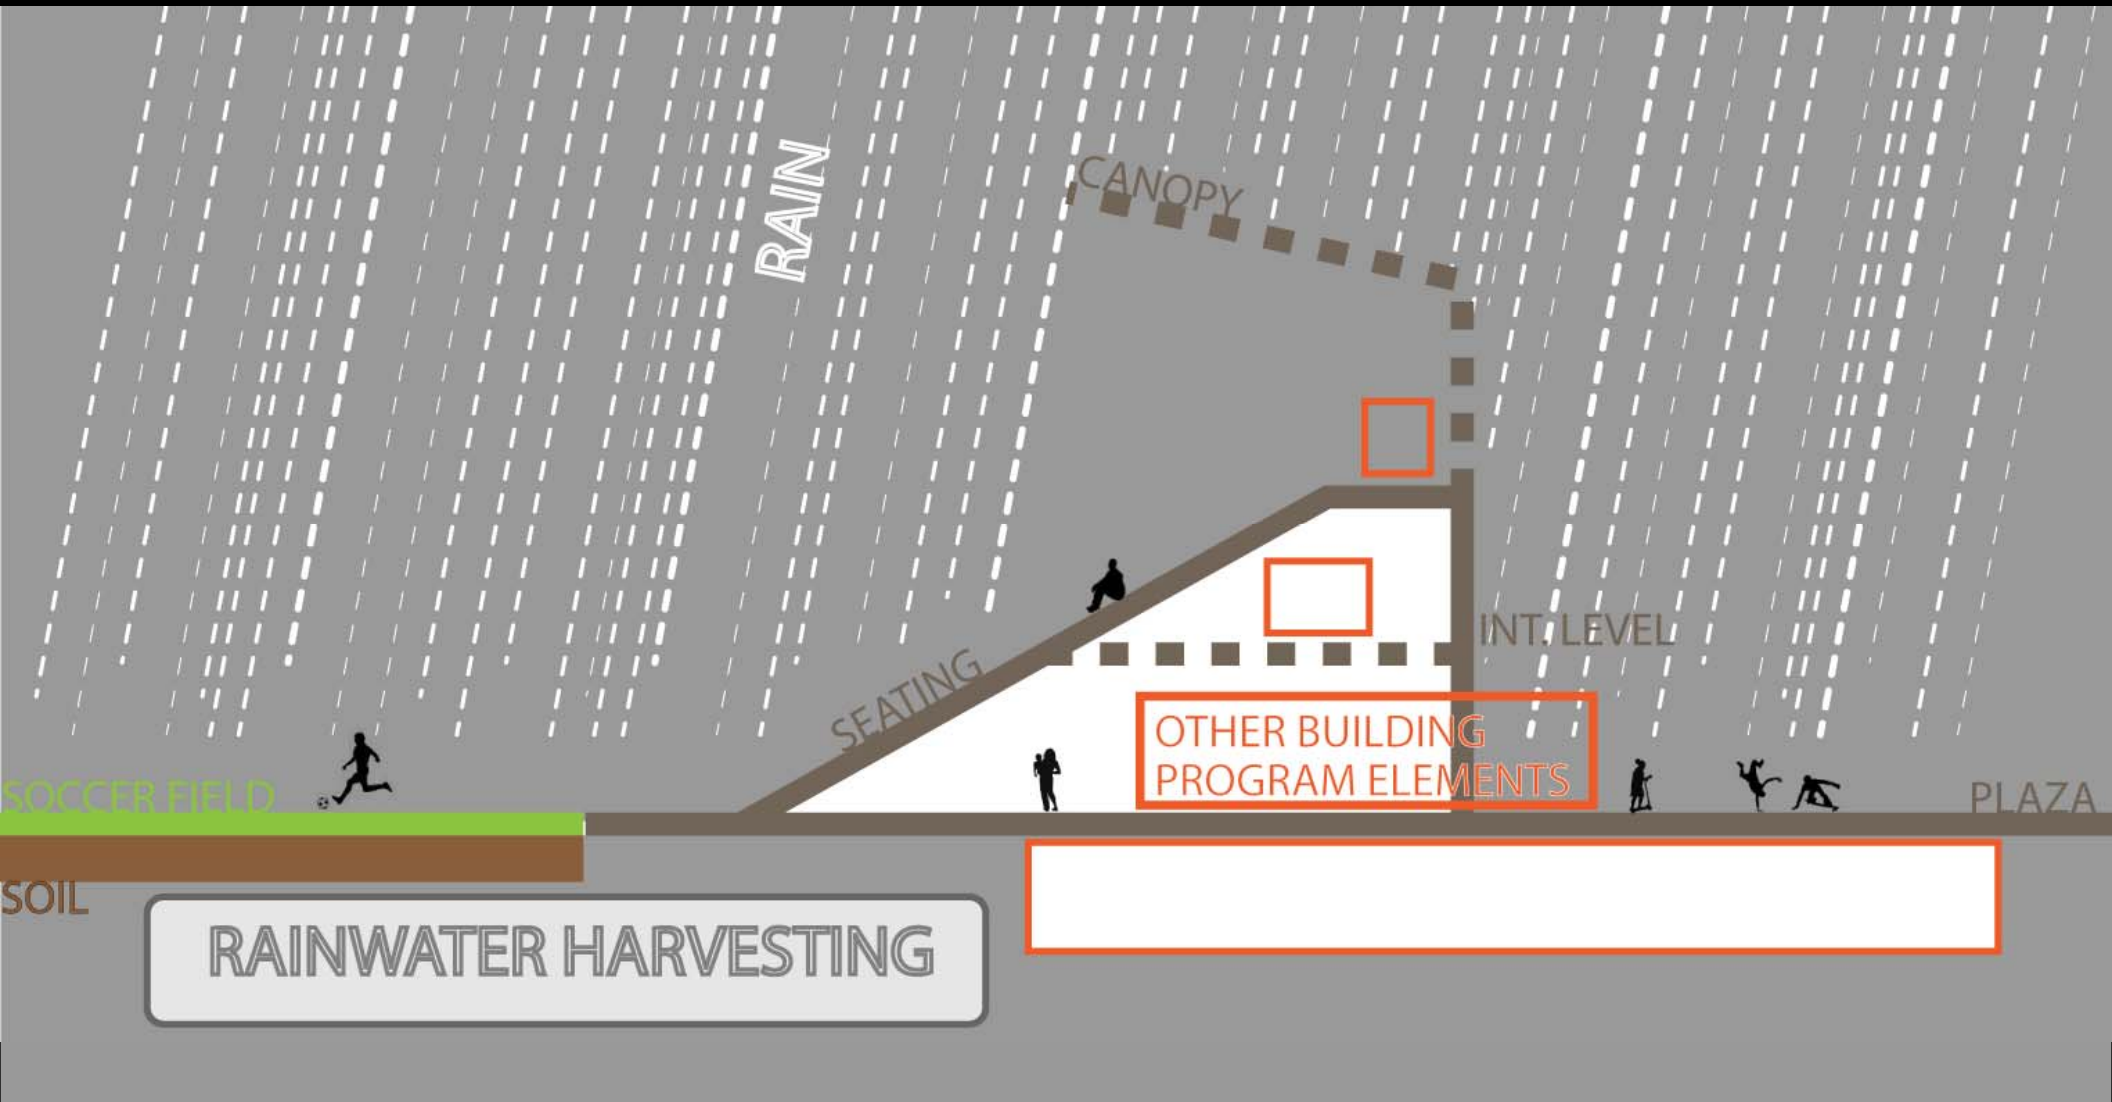 RAIN
CANOPY
INT. LEVEL
SEATING
OTHER BUILDING
PROGRAM ELEMENTS
SOCCER FIELD
PLAZA
SOIL
RAINWATER HARVESTING